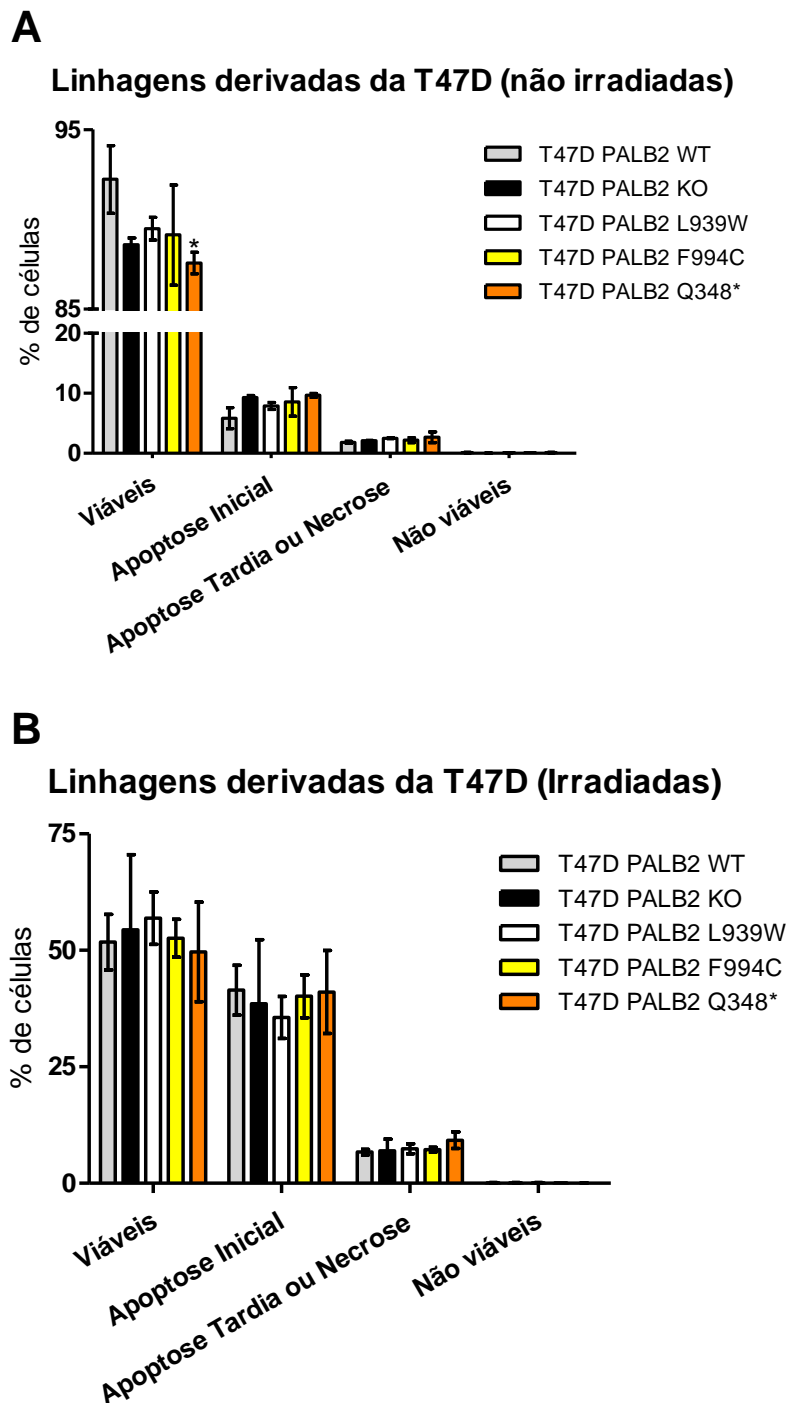 A
Linhagens derivadas da T47D (não irradiadas)
95
85
20
10
0
% de células
*
T47D PALB2 WT
T47D PALB2 KO
T47D PALB2 L939W
T47D PALB2 F994C
T47D PALB2 Q348*
Viáveis
Apoptose Inicial
Apoptose Tardia ou Necrose
Não viáveis
B
Linhagens derivadas da T47D (Irradiadas)
75
50
25
0
% de células
T47D PALB2 WT
T47D PALB2 KO
T47D PALB2 L939W
T47D PALB2 F994C
T47D PALB2 Q348*
Viáveis
Apoptose Inicial
Apoptose Tardia ou Necrose
Não viáveis